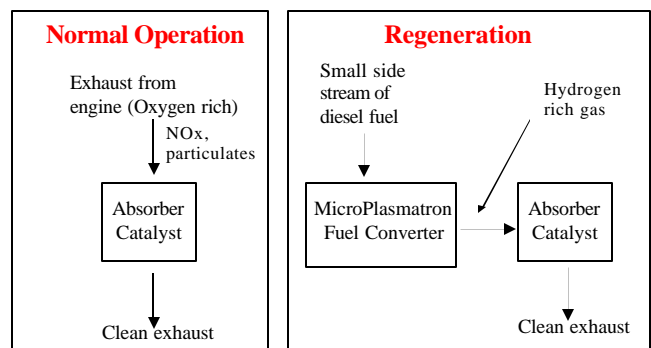 Normal Operation
Exhaust from
engine (Oxygen rich)
NOx,
particulates
Absorber
Catalyst
Clean exhaust
Regeneration
Small side
stream of
diesel fuel
Hydrogen
rich gas
MicroPlasmatron
Fuel Converter
Absorber
Catalyst
Clean exhaust